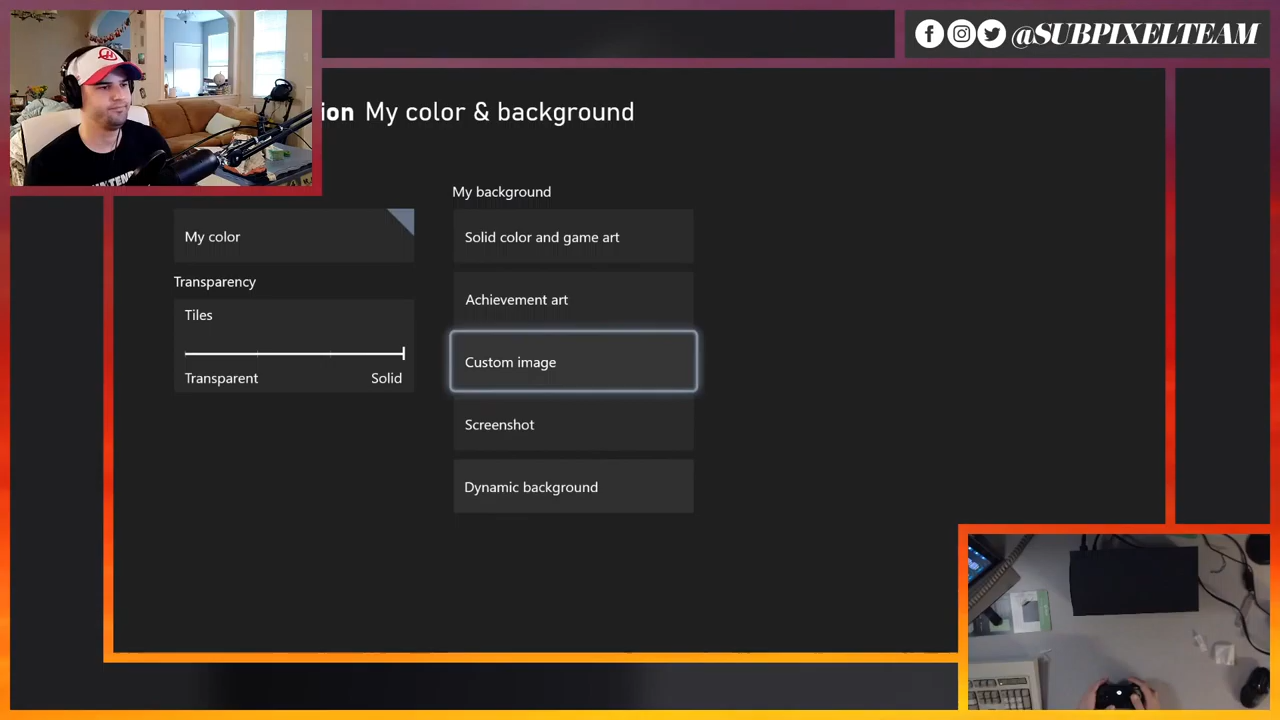 @SUBPIXELTEAM
ion My color & background
My background
My color
Solid color and game art
Transparency
Achievement art
Tiles
Transparent Solid
Custom image
Screenshot
Dynamic background